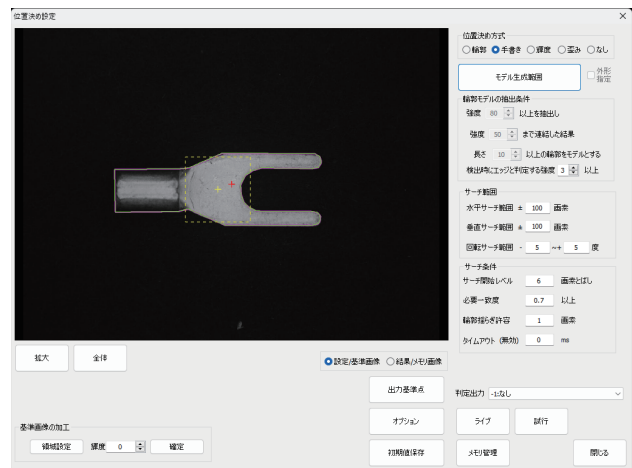 位置決め設定
位置決め方式
輪郭 手書き 輝度 歪み なし
モデル生成範囲
外形指定
輪郭モデルの抽出条件
強度 80 以上を抽出し
強度 50 まで連結した結果
長さ 10 以上の輪郭をモデルとする
検出時にエッジと判定する強度 3 以上
サーチ範囲
水平サーチ範囲 ± 100 画素
垂直サーチ範囲 ± 100 画素
回転サーチ範囲 - 5 ~+ 5 度
サーチ条件
サーチ開始レベル 6 画素とばし
必要一致度 0.7 以上
輪郭揺らぎ許容 1 画素
タイムアウト (無効) 0 ms
拡大 全体
設定/基準画像 結果/メモリ画像
出力基準点
判定出力 -1:なし
オプション ライブ 試行
基準画像の加工
領域設定 輝度 0 確定
初期値保存 メモリ管理 閉じる